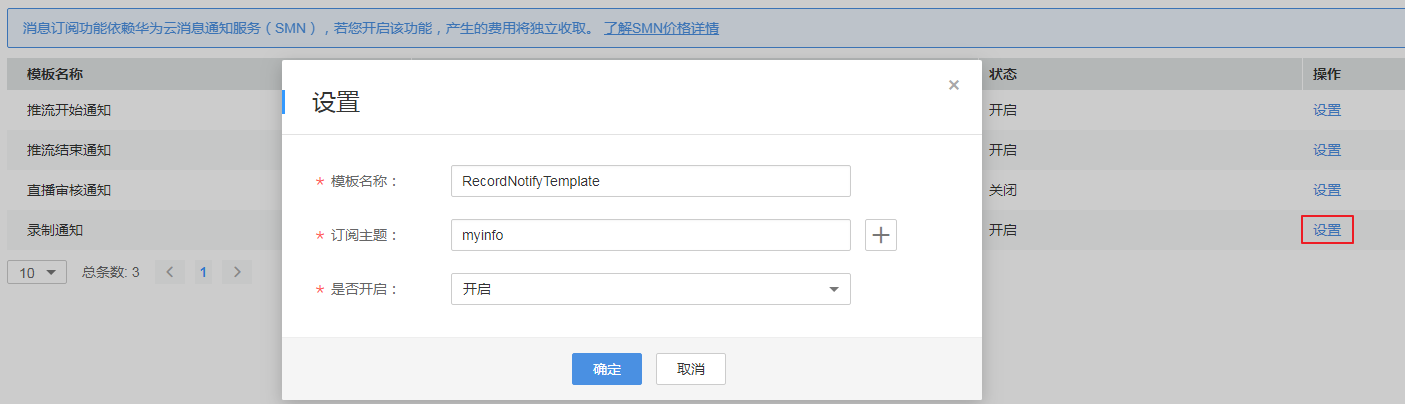 消息订阅功能依赖华为云消息通知服务（SMN），若您开启该功能，产生的费用将独立收取。 了解SMN价格详情
模板名称 状态 操作
推流开始通知 开启 设置
推流结束通知 开启 设置
直播审核通知 关闭 设置
录制通知 开启 设置
10 总条数: 3 < 1 >
设置 ×
* 模板名称： RecordNotifyTemplate
* 订阅主题： myinfo +
* 是否开启： 开启
确定 取消